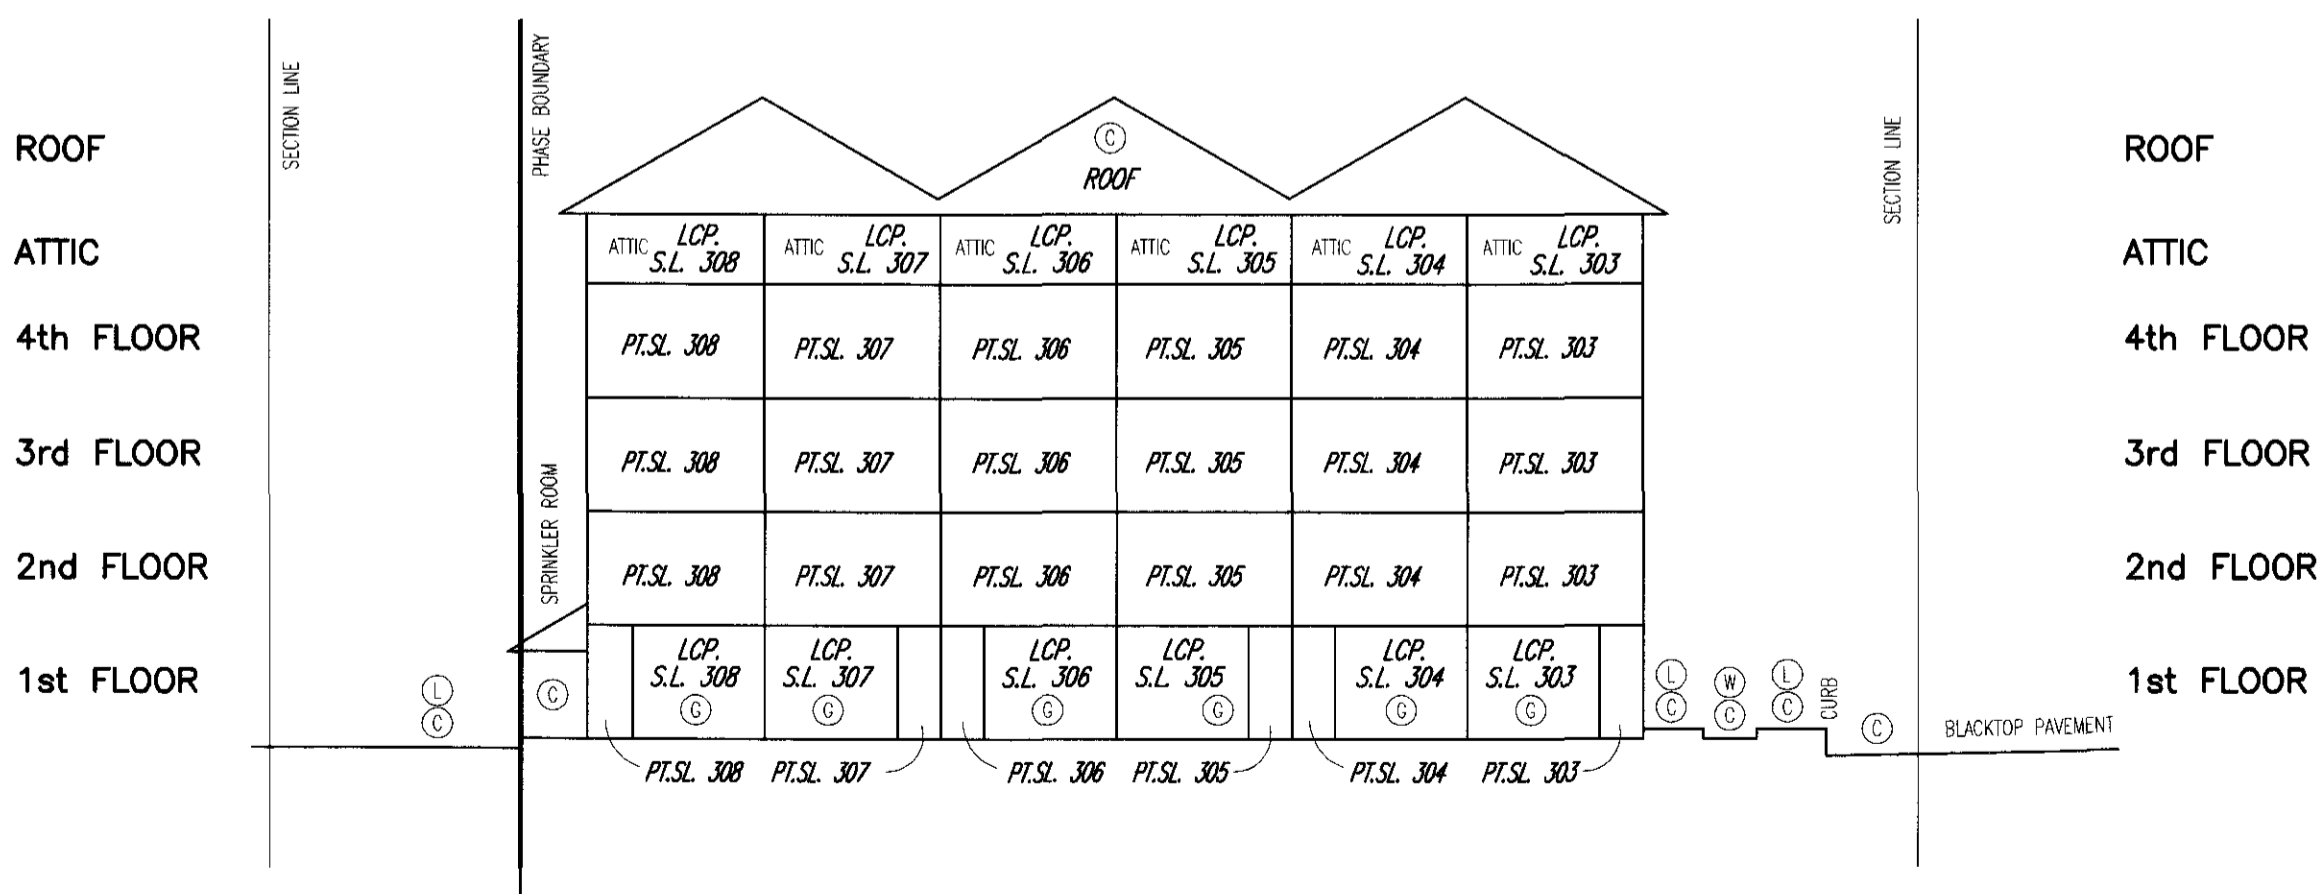 SECTION LINE
PHASE BOUNDARY
SECTION LINE
ROOF
C
ROOF
ROOF
ATTIC
ATTIC LCP. S.L. 308
ATTIC LCP. S.L. 307
ATTIC LCP. S.L. 306
ATTIC LCP. S.L. 305
ATTIC LCP. S.L. 304
ATTIC LCP. S.L. 303
ATTIC
4th FLOOR
PT.SL. 308
PT.SL. 307
PT.SL. 306
PT.SL. 305
PT.SL. 304
PT.SL. 303
4th FLOOR
3rd FLOOR
PT.SL. 308
PT.SL. 307
PT.SL. 306
PT.SL. 305
PT.SL. 304
PT.SL. 303
3rd FLOOR
SPRINKLER ROOM
2nd FLOOR
PT.SL. 308
PT.SL. 307
PT.SL. 306
PT.SL. 305
PT.SL. 304
PT.SL. 303
2nd FLOOR
1st FLOOR
L
C
C
LCP.
S.L. 308
G
LCP.
S.L. 307
G
LCP.
S.L. 306
G
LCP.
S.L. 305
G
LCP.
S.L. 304
G
LCP.
S.L. 303
G
L
C
W
C
L
C
CURB
C
1st FLOOR
BLACKTOP PAVEMENT
PT.SL. 308
PT.SL. 307
PT.SL. 306
PT.SL. 305
PT.SL. 304
PT.SL. 303